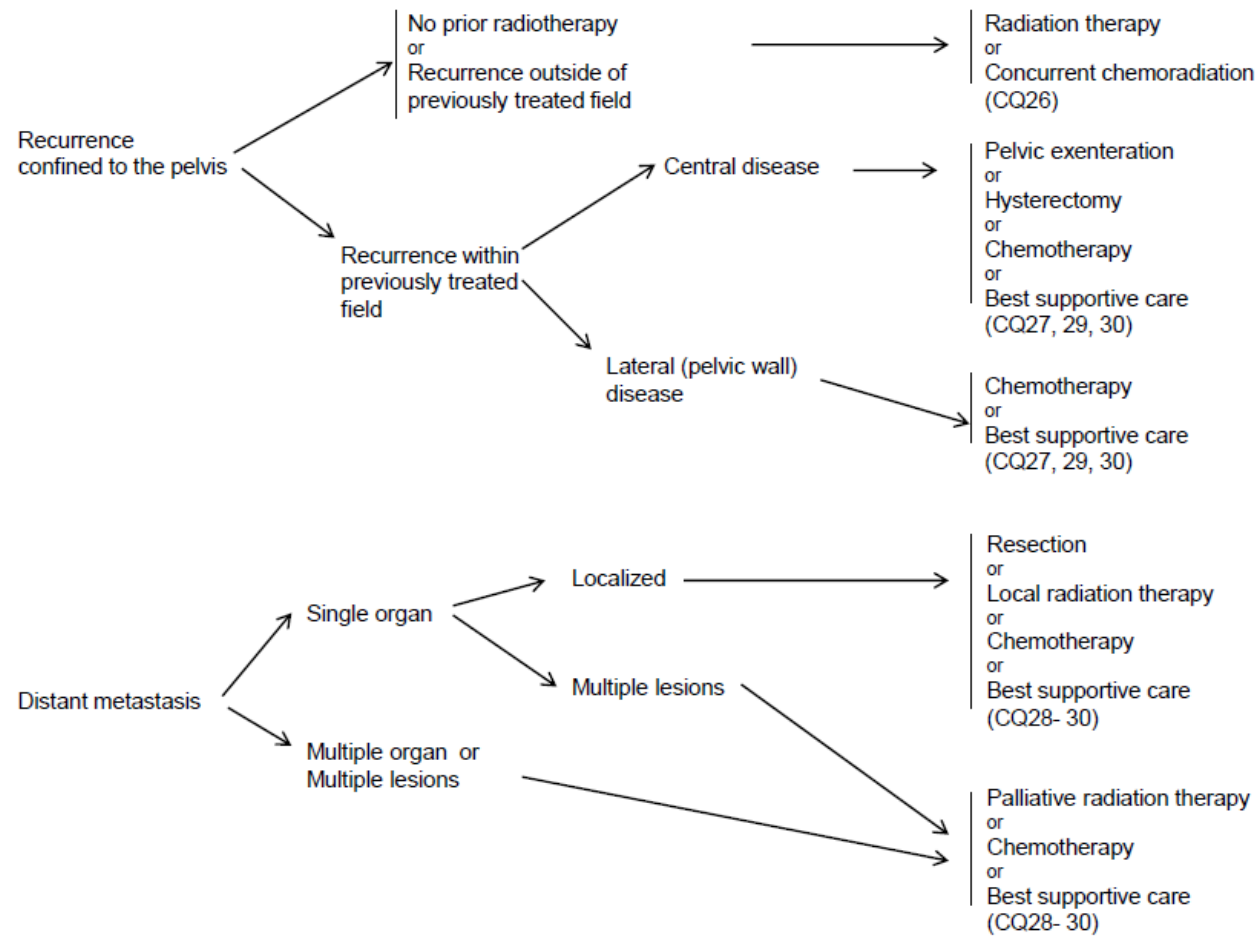 No prior radiotherapy
or
Recurrence outside of
previously treated field
Radiation therapy
or
Concurrent chemoradiation
(CQ26)
Recurrence
confined to the pelvis
Central disease
Pelvic exenteration
or
Hysterectomy
or
Chemotherapy
or
Best supportive care
(CQ27, 29, 30)
Recurrence within
previously treated
field
Lateral (pelvic wall)
disease
Chemotherapy
or
Best supportive care
(CQ27, 29, 30)
Distant metastasis
Single organ
Localized
Resection
or
Local radiation therapy
or
Chemotherapy
or
Best supportive care
(CQ28- 30)
Multiple lesions
Multiple organ or
Multiple lesions
Palliative radiation therapy
or
Chemotherapy
or
Best supportive care
(CQ28- 30)